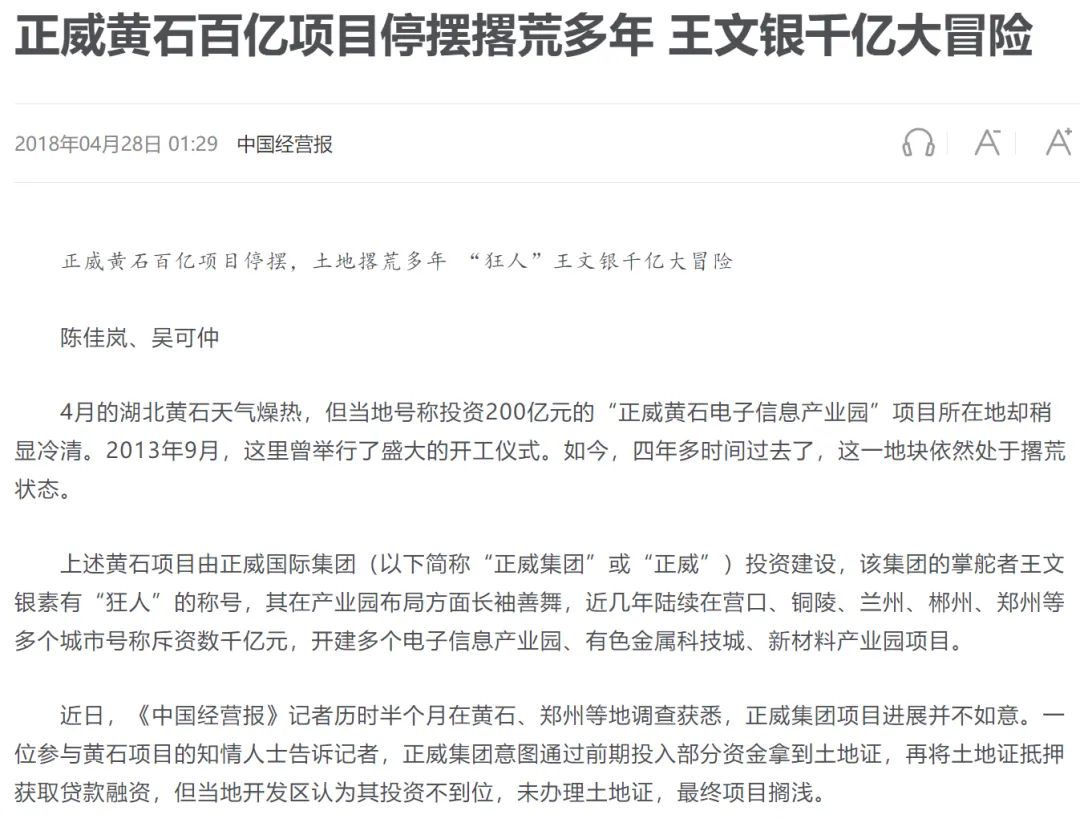 正威黄石百亿项目停摆撂荒多年 王文银千亿大冒险
2018年04月28日 01:29 中国经营报
A- A+
正威黄石百亿项目停摆，土地撂荒多年 “狂人”王文银千亿大冒险
陈佳岚、吴可仲
4月的湖北黄石天气燥热，但当地号称投资200亿元的“正威黄石电子信息产业园”项目所在地却稍
显冷清。2013年9月，这里曾举行了盛大的开工仪式。如今，四年多时间过去了，这一地块依然处于撂荒
状态。
上述黄石项目由正威国际集团（以下简称“正威集团”或“正威”）投资建设，该集团的掌舵者王文
银素有“狂人”的称号，其在产业园布局方面长袖善舞，近几年陆续在营口、铜陵、兰州、郴州、郑州等
多个城市号称斥资数千亿元，开建多个电子信息产业园、有色金属科技城、新材料产业园项目。
近日，《中国经营报》记者历时半个月在黄石、郑州等地调查获悉，正威集团项目进展并不如意。一
位参与黄石项目的知情人士告诉记者，正威集团意图通过前期投入部分资金拿到土地证，再将土地证抵押
获取贷款融资，但当地开发区认为其投资不到位，未办理土地证，最终项目搁浅。